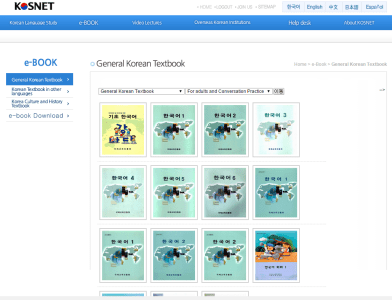 KOSNET
HOME LOGOUT JOIN US SITEMAP
한국어 English 中文 日本語 Español
Korean Language Study e-BOOK Video Lectures Overseas Korean Institutions Help desk About KOSNET
e-BOOK
General Korean Textbook
Korean Textbook in other languages
Korea Culture and History Textbook
e-book Download
General Korean Textbook
Home > e-Book > General Korean Textbook
General Korean Textbook For adults and Conversation Practice 이동
기초 한국어 한국어 1 한국어 2 한국어 3
한국어 4 한국어 5 한국어 6 한국어 1
한국어 1 한국어 2 한국어 2